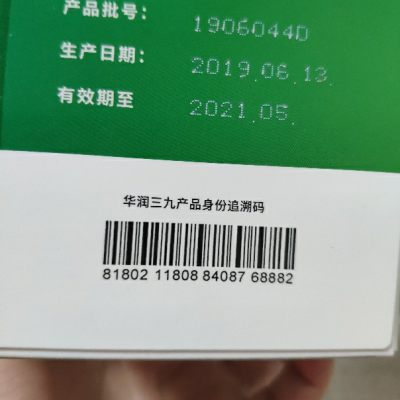 产品批号： 1906044D
生产日期： 2019.06.13.
有效期至 2021.05.
华润三九产品身份追溯码
81802 11808 84087 68882